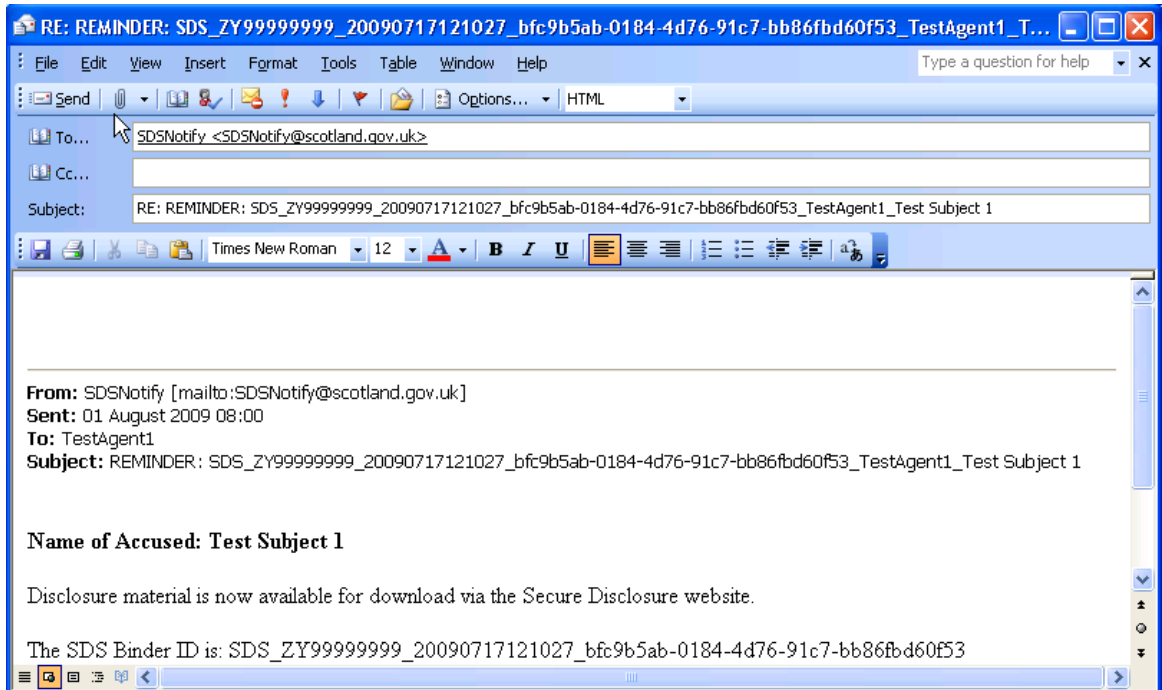 RE: REMINDER: SDS_ZY99999999_20090717121027_bfc9b5ab-0184-4d76-91c7-bb86fbd60f53_TestAgent1_T...
File Edit View Insert Format Tools Table Window Help Type a question for help
Send Options... HTML
To... SDSNotify <SDSNotify@scotland.gov.uk>
Cc...
Subject: RE: REMINDER: SDS_ZY99999999_20090717121027_bfc9b5ab-0184-4d76-91c7-bb86fbd60f53_TestAgent1_Test Subject 1
Times New Roman 12 A B I U
From: SDSNotify [mailto:SDSNotify@scotland.gov.uk]
Sent: 01 August 2009 08:00
To: TestAgent1
Subject: REMINDER: SDS_ZY99999999_20090717121027_bfc9b5ab-0184-4d76-91c7-bb86fbd60f53_TestAgent1_Test Subject 1
Name of Accused: Test Subject 1
Disclosure material is now available for download via the Secure Disclosure website.
The SDS Binder ID is: SDS_ZY99999999_20090717121027_bfc9b5ab-0184-4d76-91c7-bb86fbd60f53